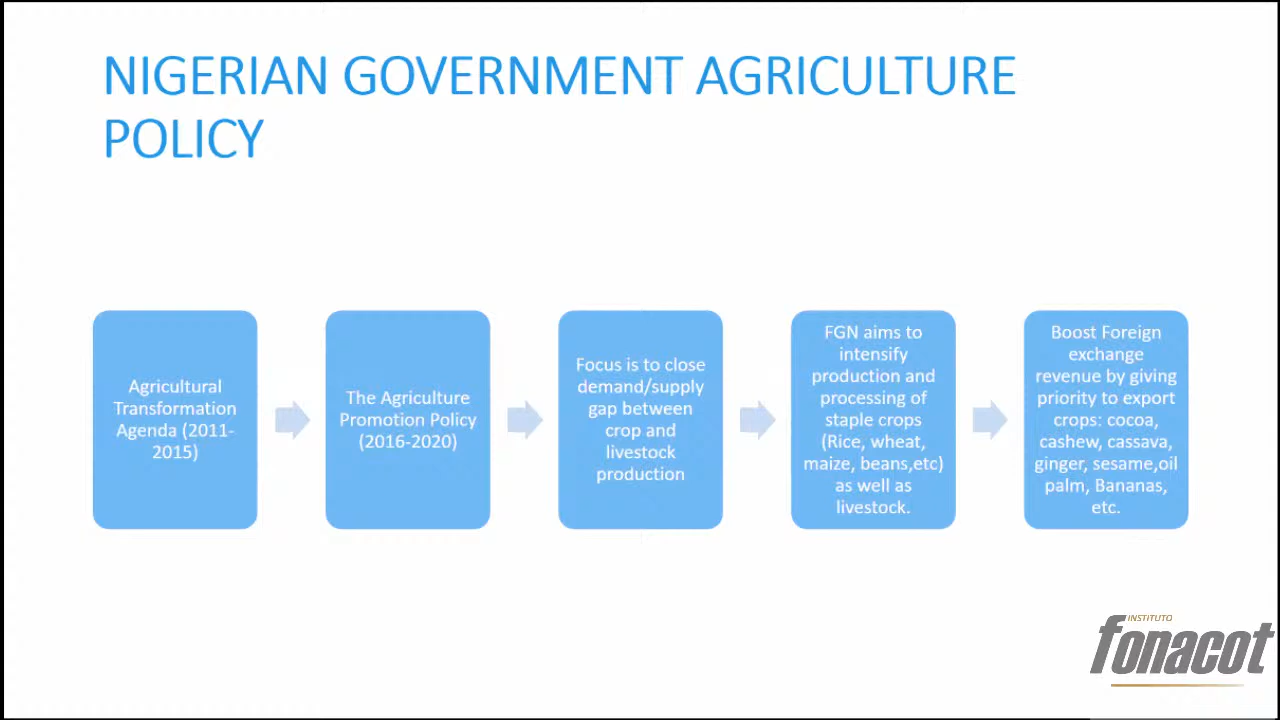 NIGERIAN GOVERNMENT AGRICULTURE
POLICY
Agricultural
Transformation
Agenda (2011-
2015)
The Agriculture
Promotion Policy
(2016-2020)
Focus is to close
demand/supply
gap between
crop and
livestock
production
FGN aims to
intensify
production and
processing of
staple crops
(Rice, wheat,
maize, beans,etc)
as well as
livestock.
Boost Foreign
exchange
revenue by giving
priority to export
crops: cocoa,
cashew, cassava,
ginger, sesame,oil
palm, Bananas,
etc.
INSTITUTO
fonacot